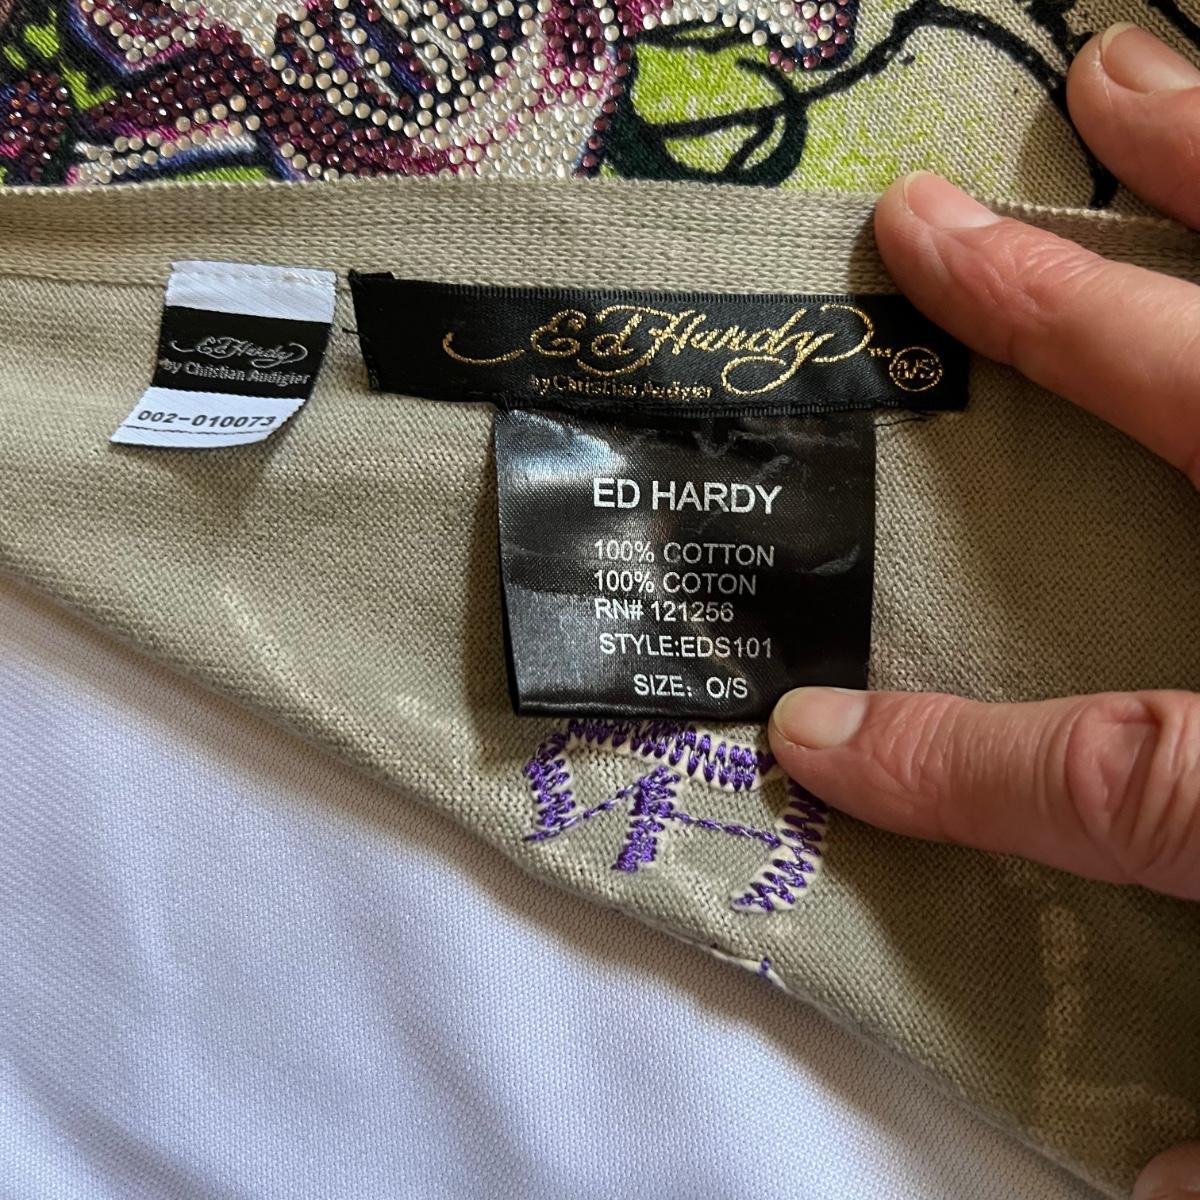 Ed Hardy
by Christian Audigier
002-010073
Ed Hardy™
by Christian Audigier
ED HARDY
100% COTTON
100% COTON
RN# 121256
STYLE:EDS101
SIZE: O/S